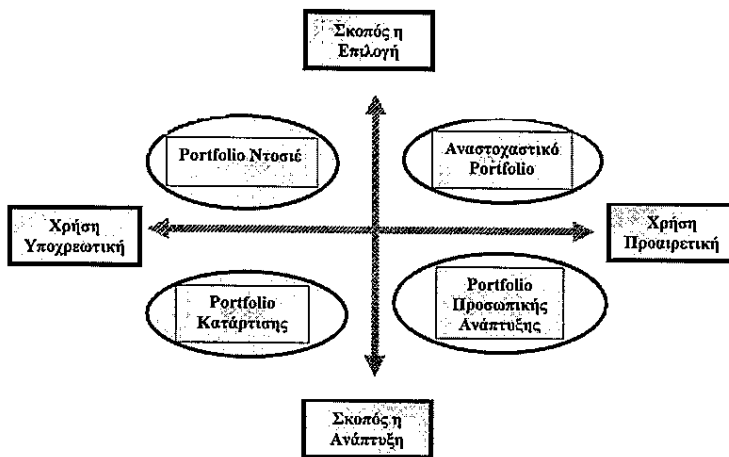 Σκοπός η
Επιλογή
Portfolio Ντοσιέ
Αναστοχαστικό
Portfolio
Χρήση
Υποχρεωτική
Χρήση
Προαιρετική
Portfolio
Κατάρτισης
Portfolio
Προσωπικής
Ανάπτυξης
Σκοπός η
Ανάπτυξη